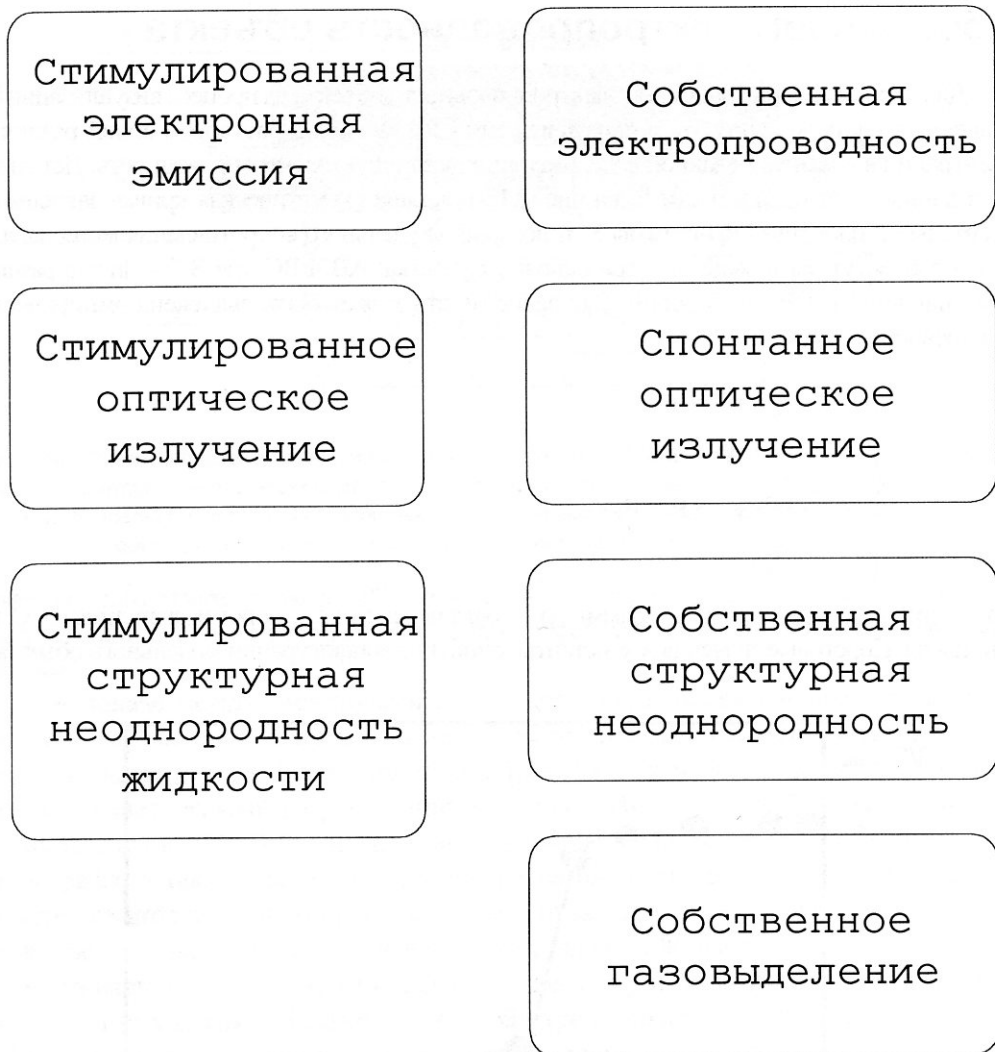 Стимулированная
электронная
эмиссия
Собственная
электропроводность
Стимулированное
оптическое
излучение
Спонтанное
оптическое
излучение
Стимулированная
структурная
неоднородность
жидкости
Собственная
структурная
неоднородность
Собственное
газовыделение